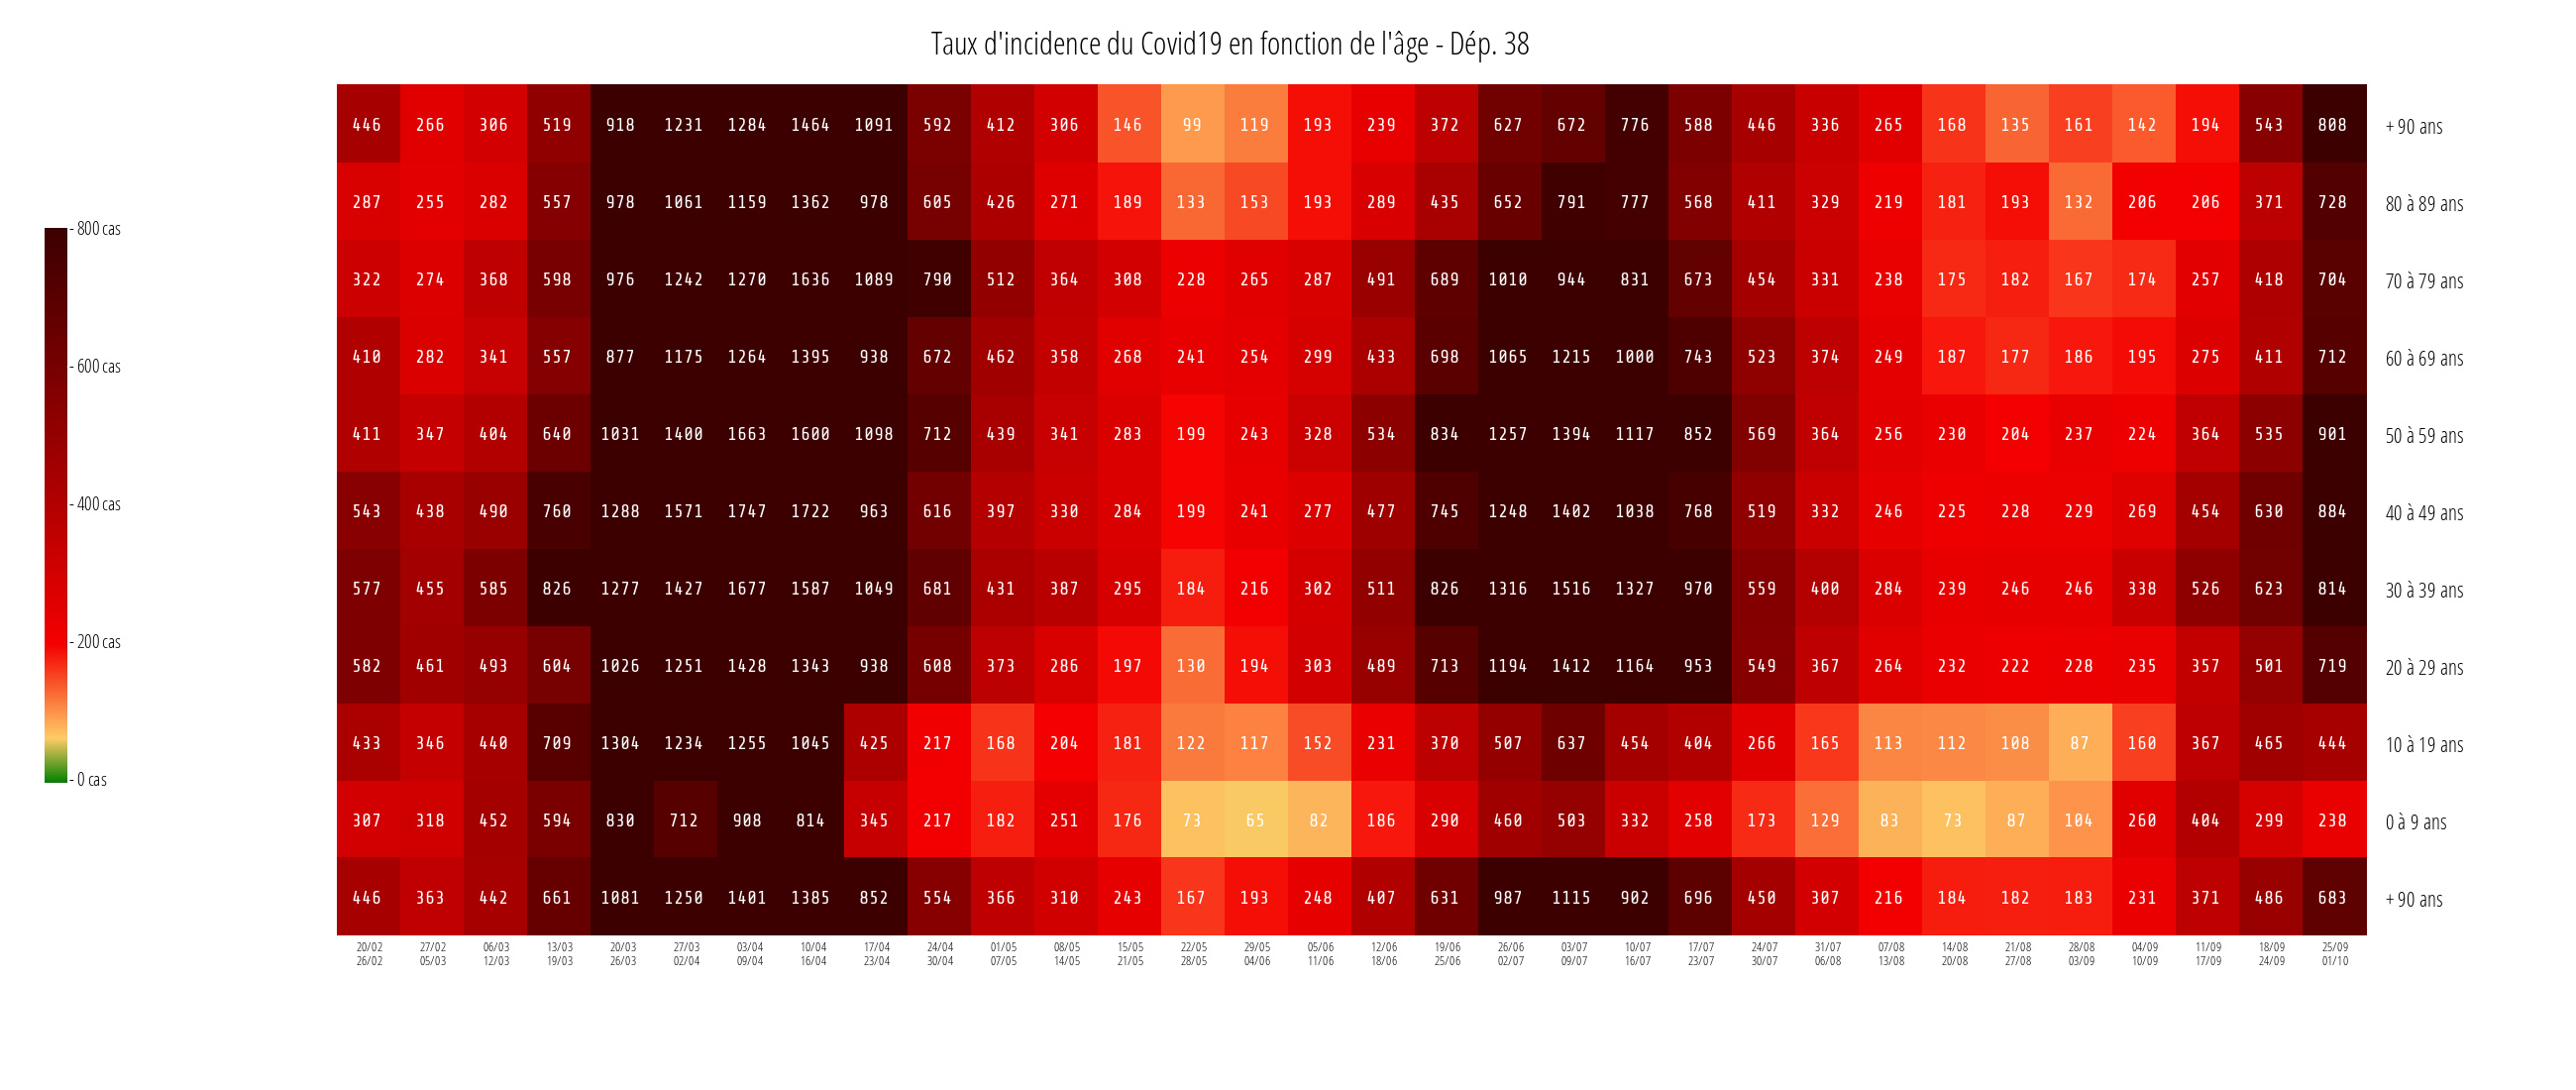 Taux d'incidence du Covid19 en fonction de l'âge - Dép. 38
- 800 cas
- 600 cas
- 400 cas
- 200 cas
- 0 cas
446 266 306 519 918 1231 1284 1464 1091 592 412 306 146 99 119 193 239 372 627 672 776 588 446 336 265 168 135 161 142 194 543 808 + 90 ans
287 255 282 557 978 1061 1159 1362 978 605 426 271 189 133 153 193 289 435 652 791 777 568 411 329 219 181 193 132 206 206 371 728 80 à 89 ans
322 274 368 598 976 1242 1270 1636 1089 790 512 364 308 228 265 287 491 689 1010 944 831 673 454 331 238 175 182 167 174 257 418 704 70 à 79 ans
410 282 341 557 877 1175 1264 1395 938 672 462 358 268 241 254 299 433 698 1065 1215 1000 743 523 374 249 187 177 186 195 275 411 712 60 à 69 ans
411 347 404 640 1031 1400 1663 1600 1098 712 439 341 283 199 243 328 534 834 1257 1394 1117 852 569 364 256 230 204 237 224 364 535 901 50 à 59 ans
543 438 490 760 1288 1571 1747 1722 963 616 397 330 284 199 241 277 477 745 1248 1402 1038 768 519 332 246 225 228 229 269 454 630 884 40 à 49 ans
577 455 585 826 1277 1427 1677 1587 1049 681 431 387 295 184 216 302 511 826 1316 1516 1327 970 559 400 284 239 246 246 338 526 623 814 30 à 39 ans
582 461 493 604 1026 1251 1428 1343 938 608 373 286 197 130 194 303 489 713 1194 1412 1164 953 549 367 264 232 222 228 235 357 501 719 20 à 29 ans
433 346 440 709 1304 1234 1255 1045 425 217 168 204 181 122 117 152 231 370 507 637 454 404 266 165 113 112 108 87 160 367 465 444 10 à 19 ans
307 318 452 594 830 712 908 814 345 217 182 251 176 73 65 82 186 290 460 503 332 258 173 129 83 73 87 104 260 404 299 238 0 à 9 ans
446 363 442 661 1081 1250 1401 1385 852 554 366 310 243 167 193 248 407 631 987 1115 902 696 450 307 216 184 182 183 231 371 486 683 + 90 ans
20/02 27/02 06/03 13/03 20/03 27/03 03/04 10/04 17/04 24/04 01/05 08/05 15/05 22/05 29/05 05/06 12/06 19/06 26/06 03/07 10/07 17/07 24/07 31/07 07/08 14/08 21/08 28/08 04/09 11/09 18/09 25/09
26/02 05/03 12/03 19/03 26/03 02/04 09/04 16/04 23/04 30/04 07/05 14/05 21/05 28/05 04/06 11/06 18/06 25/06 02/07 09/07 16/07 23/07 30/07 06/08 13/08 20/08 27/08 03/09 10/09 17/09 24/09 01/10